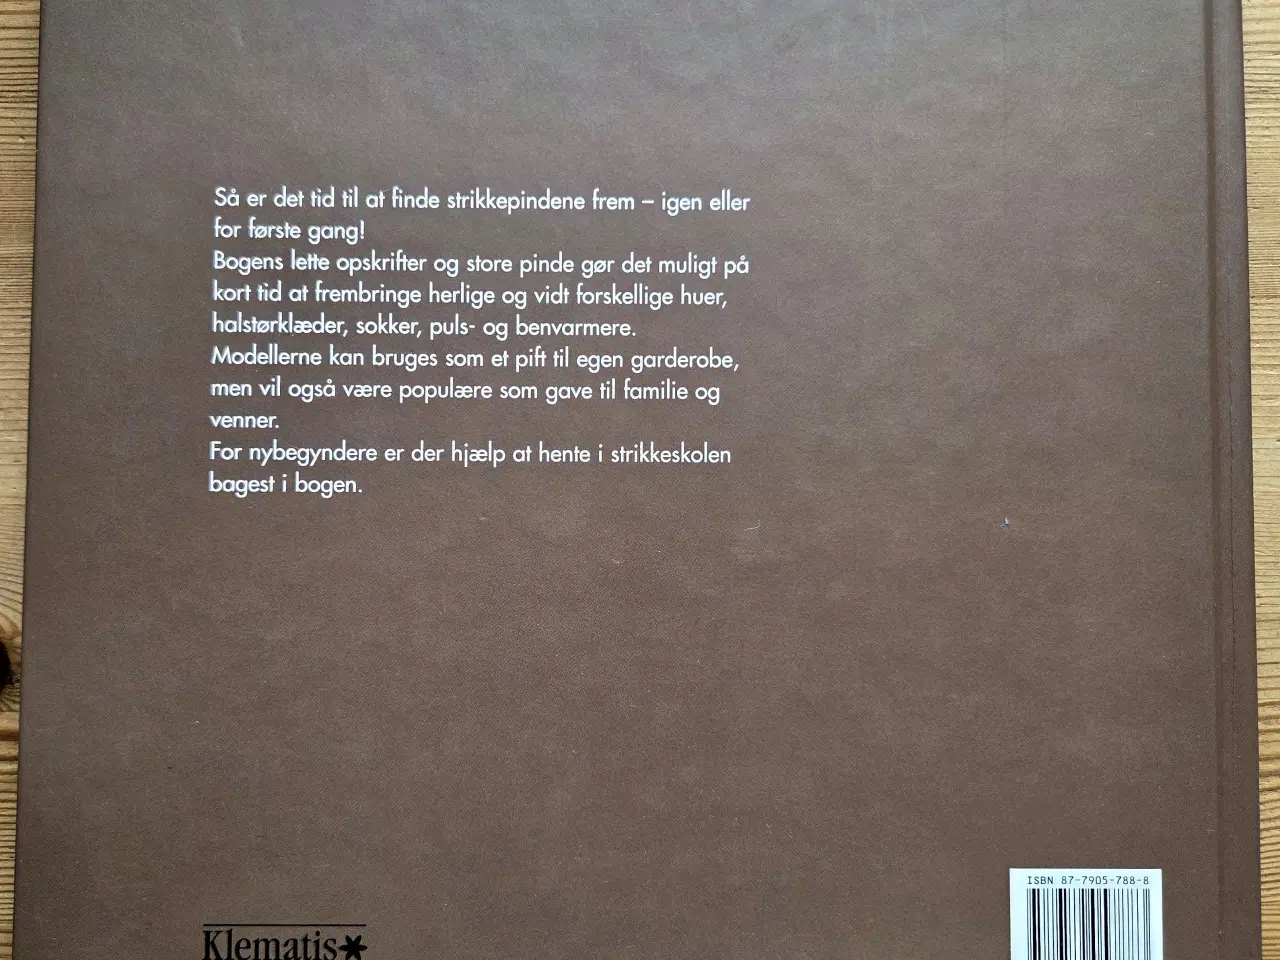 Så er det tid til at finde strikkepindene frem – igen eller
for første gang!
Bogens lette opskrifter og store pinde gør det muligt på
kort tid at frembringe herlige og vidt forskellige huer,
halstørklæder, sokker, puls- og benvarmere.
Modellerne kan bruges som et pift til egen garderobe,
men vil også være populære som gave til familie og
venner.
For nybegyndere er der hjælp at hente i strikkeskolen
bagest i bogen.
ISBN 87-7905-788-8
Klematis